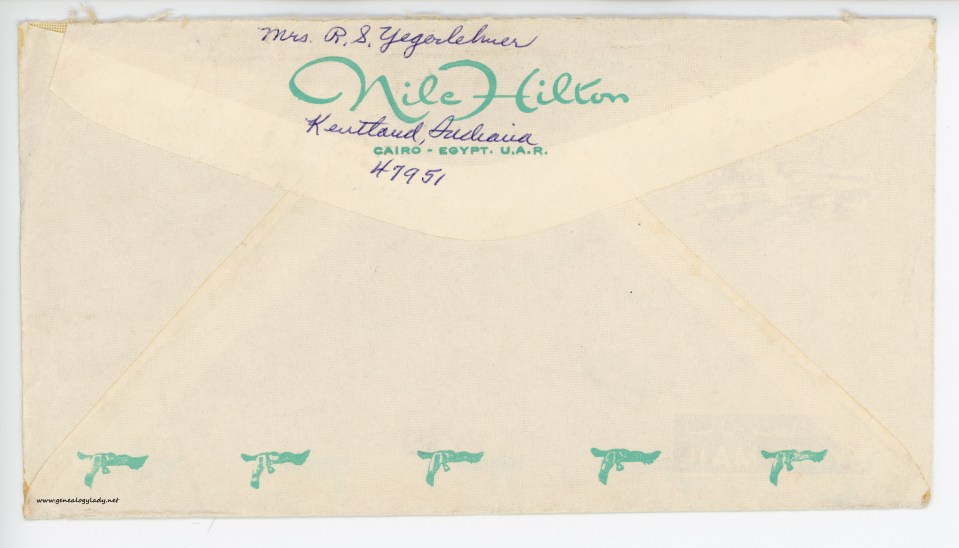 Mrs. R. S. Yegerlehner
Nile Hilton
Kentland, Indiana
CAIRO - EGYPT. U.A.R.
47951
www.genealogylady.net